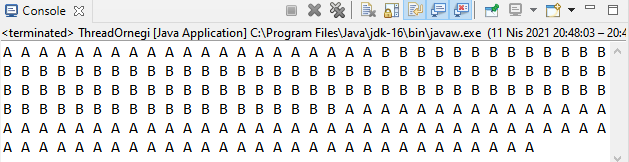 Console
<terminated> ThreadOrnegi [Java Application] C:\Program Files\Java\jdk-16\bin\javaw.exe (11 Nis 2021 20:48:03 – 20:4
A A A A A A A A A A A A A A A A A A A A A B B B B B B B B B B B B B
B B B B B B B B B B B B B B B B B B B B B B B B B B B B B B B B B B
B B B B B B B B B B B B B B B B B B B B B B B B B B B B B B B B B B
B B B B B B B B B B B B B B B B B B B A A A A A A A A A A A A A A A
A A A A A A A A A A A A A A A A A A A A A A A A A A A A A A A A A A
A A A A A A A A A A A A A A A A A A A A A A A A A A A A A A